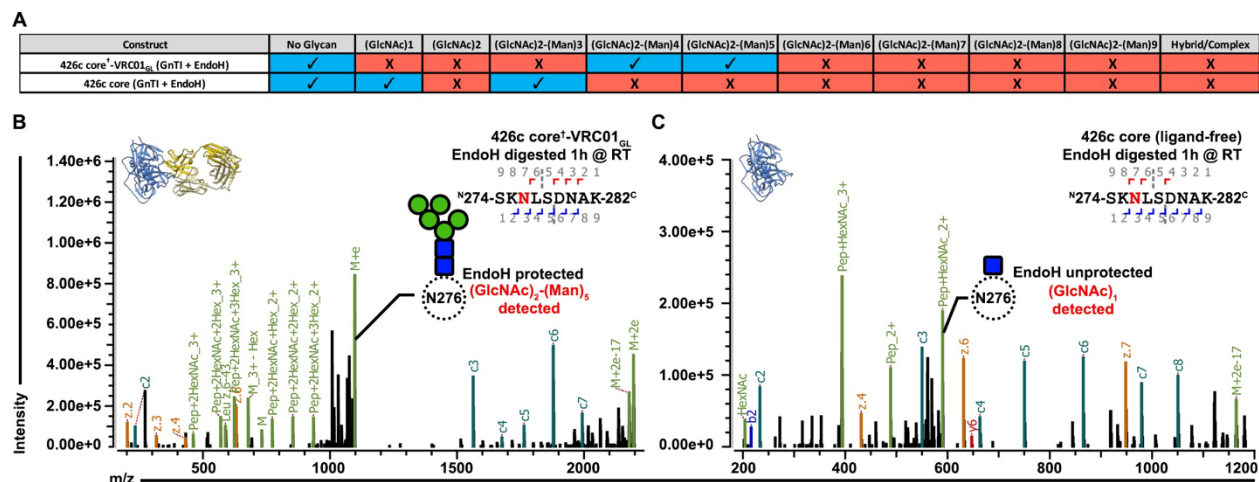 A
Construct No Glycan (GlcNAc)1 (GlcNAc)2 (GlcNAc)2-(Man)3 (GlcNAc)2-(Man)4 (GlcNAc)2-(Man)5 (GlcNAc)2-(Man)6 (GlcNAc)2-(Man)7 (GlcNAc)2-(Man)8 (GlcNAc)2-(Man)9 Hybrid/Complex
426c core†-VRC01GL (GnTI + EndoH) ✓ X X X ✓ ✓ X X X X X
426c core (GnTI + EndoH) ✓ ✓ X ✓ X X X X X X X
B
426c core†-VRC01GL
EndoH digested 1h @ RT
9 8 7 6 5 4 3 2 1
N274-SKNLSDNAK-282C
1 2 3 4 5 6 7 8 9
EndoH protected
(GlcNAc)2-(Man)5
detected
N276
Intensity
1.40e+6
1.20e+6
1.00e+6
8.00e+5
6.00e+5
4.00e+5
2.00e+5
0.00e+0
z.2
c2
z.3
z.4
Pep+2HexNAc_3+
Pep+2HexNAc+2Hex_3+
Leu z.6-43
Pep+2HexNAc+3Hex_3+
z.6
M_3+ - Hex
M
Pep+2HexNAc+Hex_2+
Pep+2HexNAc+2Hex_2+
Pep+2HexNAc+3Hex_2+
M+e
c3
c4
c5
c6
c7
M+2e-17
M+2e
500 1000 1500 2000
m/z
C
426c core (ligand-free)
EndoH digested 1h @ RT
9 8 7 6 5 4 3 2 1
N274-SKNLSDNAK-282C
1 2 3 4 5 6 7 8 9
EndoH unprotected
(GlcNAc)1
detected
N276
4.00e+5
3.00e+5
2.00e+5
1.00e+5
0.00e+0
HexNAc
b2
c2
Pep+HexNAc_3+
z.4
Pep_2+
c3
Pep+HexNAc_2+
z.6
y6
c4
c5
c6
z.7
c7
c8
M+2e-17
200 400 600 800 1000 1200